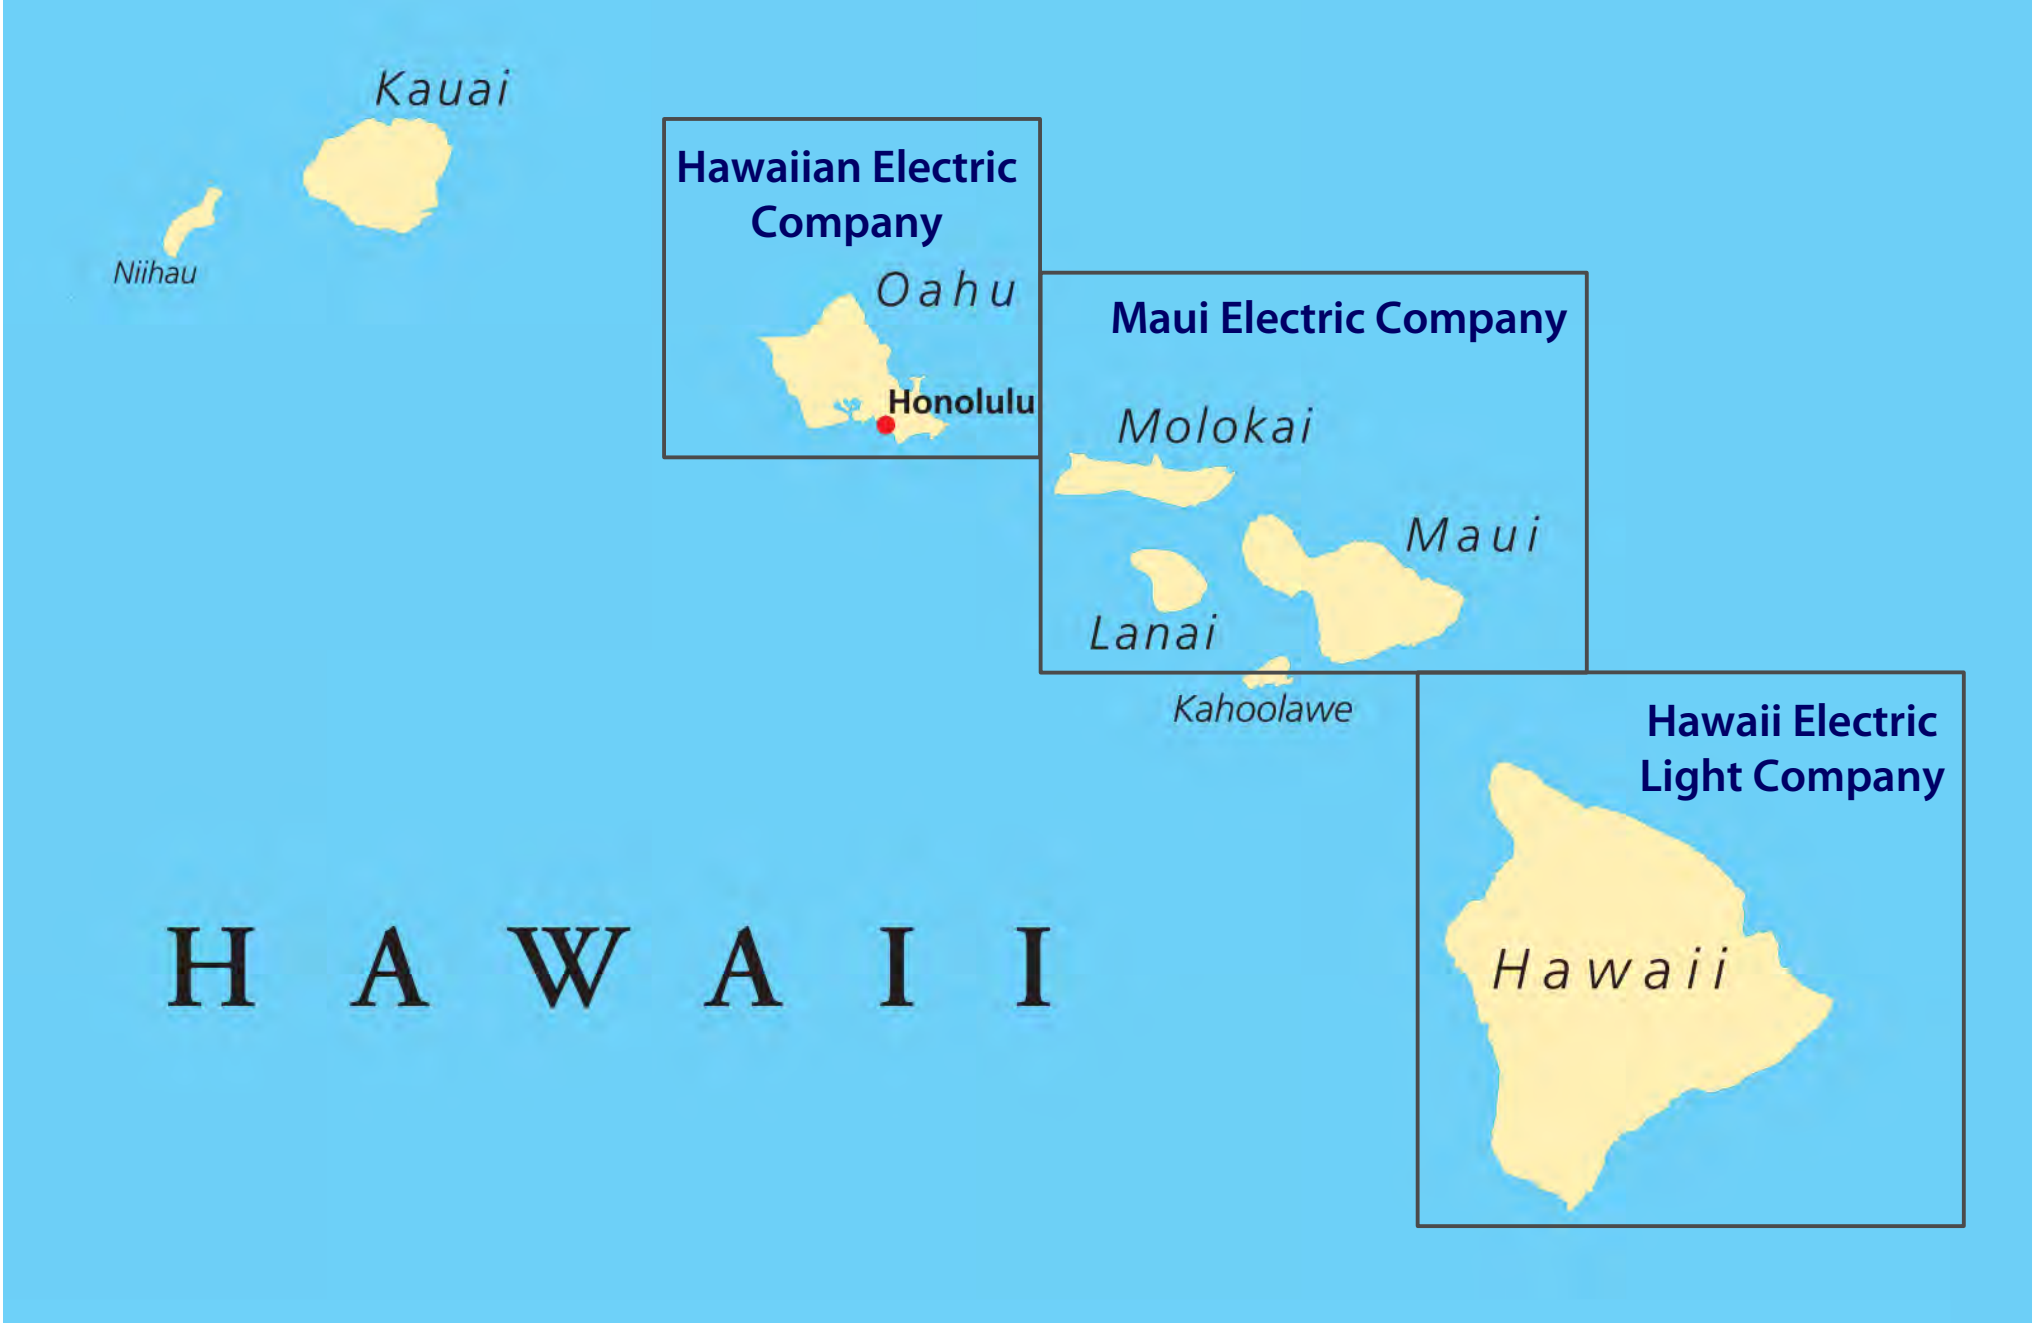 Kauai
Niihau
Hawaiian Electric
Company
Oahu
Honolulu
Maui Electric Company
Molokai
Maui
Lanai
Kahoolawe
Hawaii Electric
Light Company
Hawaii
HAWAII